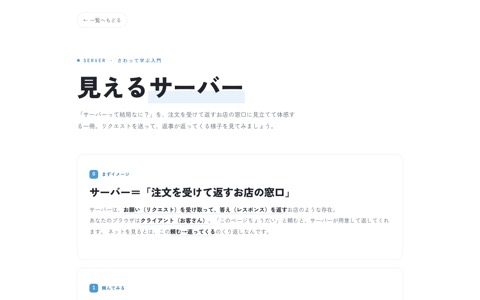 ← 一覧へもどる
SERVER · さわって学ぶ入門
見えるサーバー
「サーバーって結局なに？」を、注文を受けて返すお店の窓口に見立てて体感す
る一冊。リクエストを送って、返事が返ってくる様子を見てみましょう。
0 まずイメージ
サーバー＝「注文を受けて返すお店の窓口」
サーバーは、お願い（リクエスト）を受け取って、答え（レスポンス）を返すお店のような存在。
あなたのブラウザはクライアント（お客さん）。「このページちょうだい」と頼むと、サーバーが用意して返してくれ
ます。ネットを見るとは、この頼む→返ってくるのくり返しなんです。
1 頼んでみる